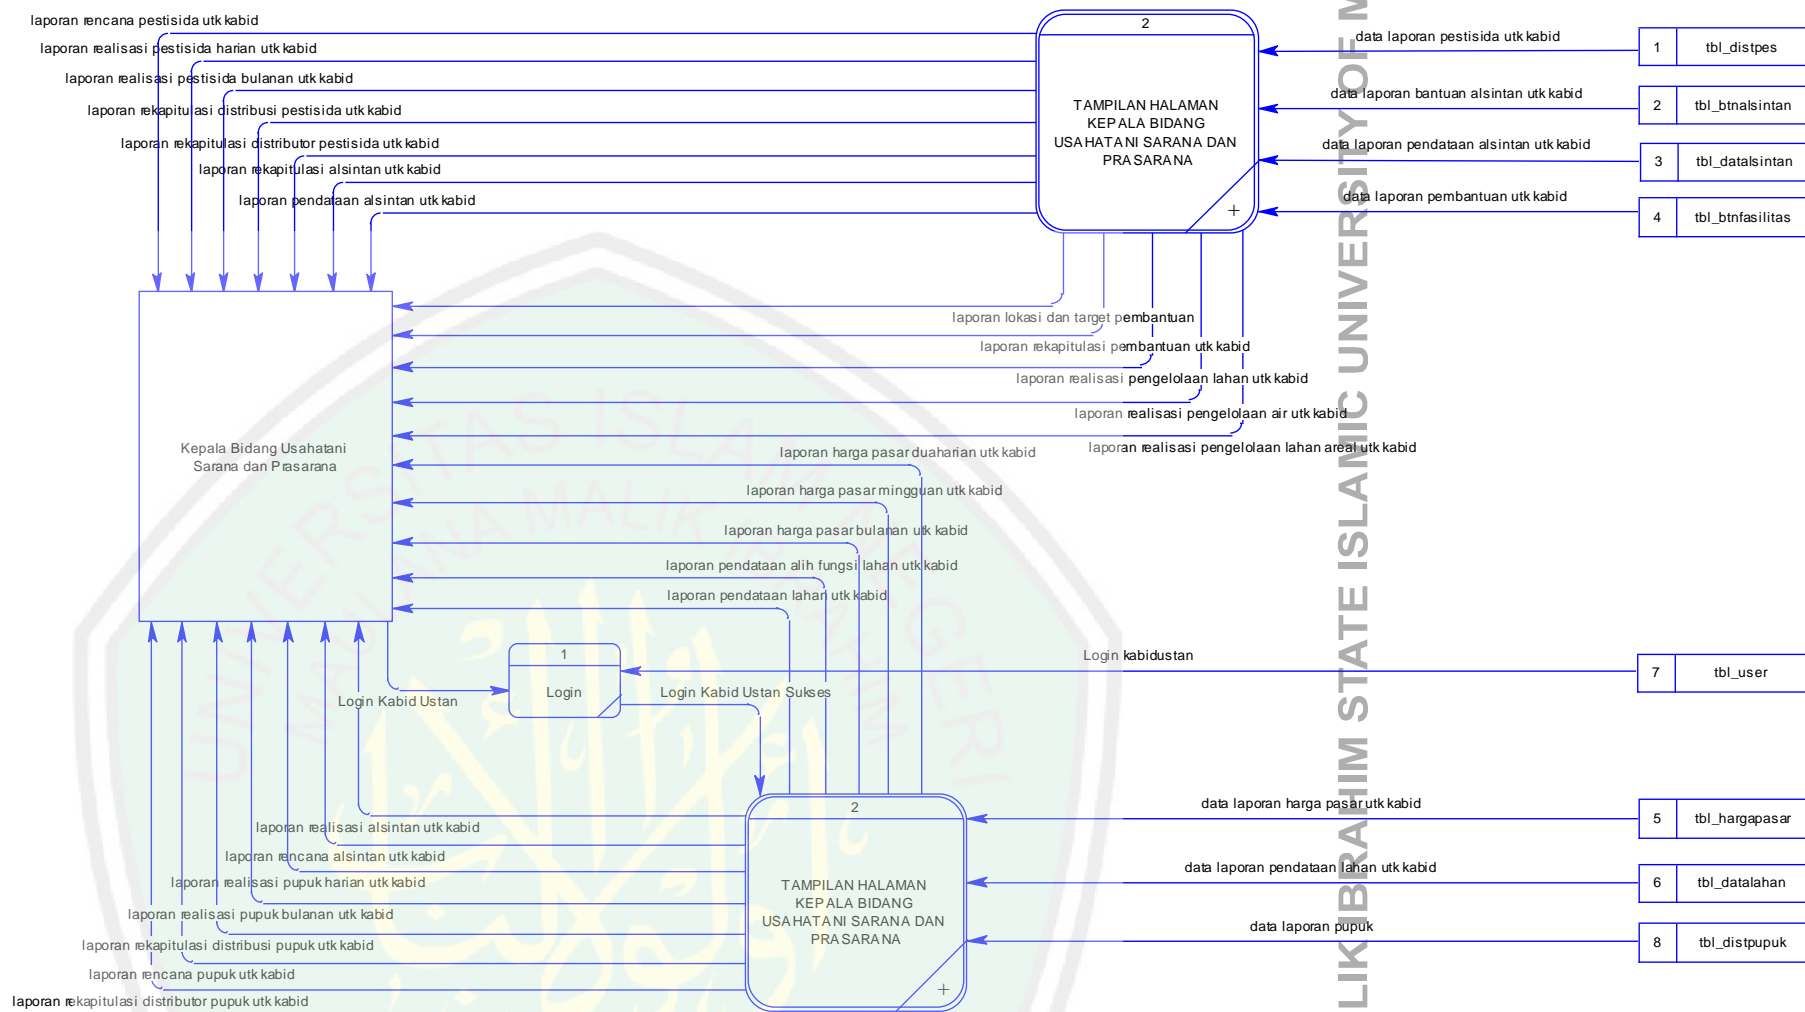 laporan rencana pestisida utk kabid
laporan realisasi pestisida harian utk kabid
laporan realisasi pestisida bulanan utk kabid
laporan rekapitulasi distribusi pestisida utk kabid
laporan rekapitulasi distributor pestisida utk kabid
laporan rekapitulasi alsintan utk kabid
laporan pendataan alsintan utk kabid
2
TAMPILAN HALAMAN
KEPALA BIDANG
USAHATANI SARANA DAN
PRASARANA
+
data laporan pestisida utk kabid
1 tbl_distpes
data laporan bantuan alsintan utk kabid
2 tbl_btnalsintan
data laporan pendataan alsintan utk kabid
3 tbl_datalsintan
data laporan pembantuan utk kabid
4 tbl_btnfasilitas
laporan lokasi dan target pembantuan
laporan rekapitulasi pembantuan utk kabid
laporan realisasi pengelolaan lahan utk kabid
laporan realisasi pengelolaan air utk kabid
laporan realisasi pengelolaan lahan areal utk kabid
Kepala Bidang Usahatani
Sarana dan Prasarana
laporan harga pasar duaharian utk kabid
laporan harga pasar mingguan utk kabid
laporan harga pasar bulanan utk kabid
laporan pendataan alih fungsi lahan utk kabid
laporan pendataan lahan utk kabid
1
Login
Login Kabid Ustan
Login Kabid Ustan Sukses
Login kabidustan
7 tbl_user
laporan realisasi alsintan utk kabid
laporan rencana alsintan utk kabid
laporan realisasi pupuk harian utk kabid
laporan realisasi pupuk bulanan utk kabid
laporan rekapitulasi distribusi pupuk utk kabid
laporan rencana pupuk utk kabid
laporan rekapitulasi distributor pupuk utk kabid
2
TAMPILAN HALAMAN
KEPALA BIDANG
USAHATANI SARANA DAN
PRASARANA
+
data laporan harga pasar utk kabid
5 tbl_hargapasar
data laporan pendataan lahan utk kabid
6 tbl_datalahan
data laporan pupuk
8 tbl_distpupuk
UNIVERSITAS ISLAM NEGERI
MAULANA MALIK IBRAHIM
LIK IBRAHIM STATE ISLAMIC UNIVERSITY OF M